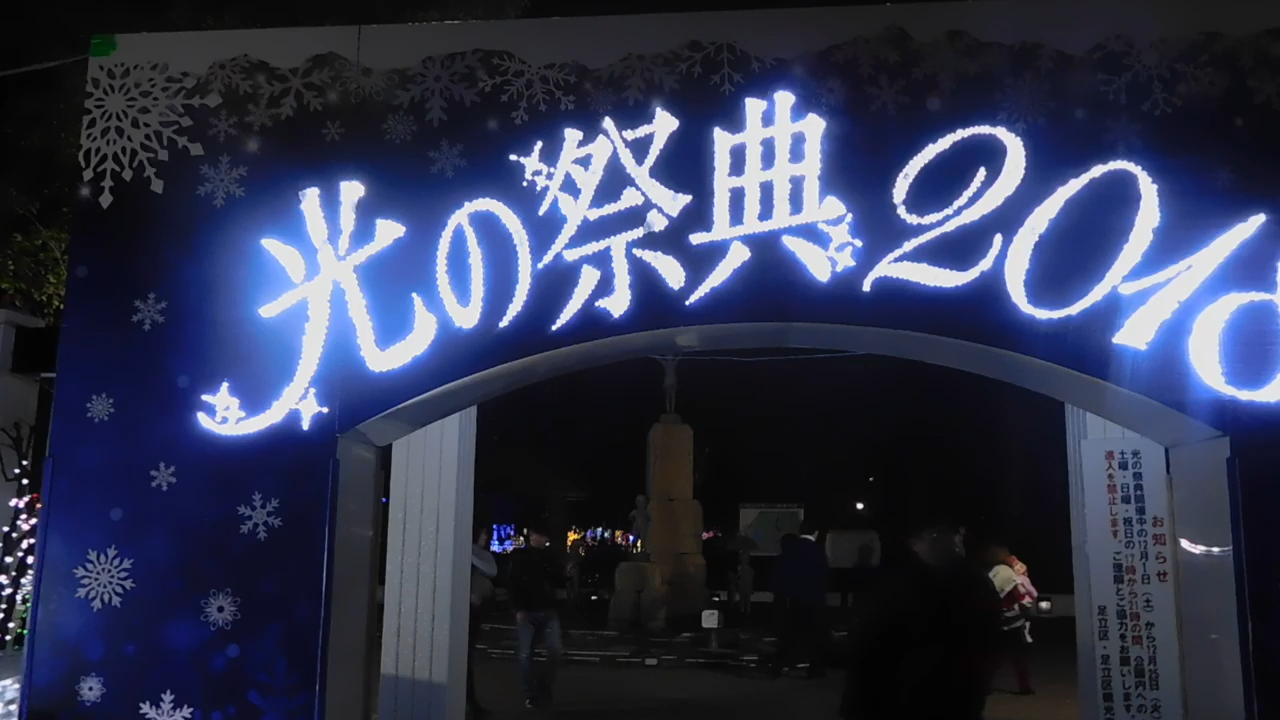 光の祭典2018
お知らせ
光の祭典開催中の12月1日(土)から12月25日(火
土曜・日曜・祝日の17時から21時の間、公園内への
進入を禁止します。ご理解とご協力をお願いします。
足立区・足立区観光